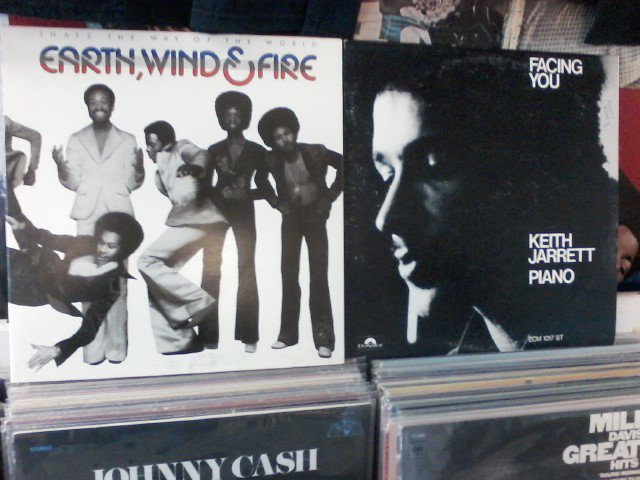 THAT'S THE WAY OF THE WORLD
EARTH, WIND & FIRE
FACING
YOU
KEITH
JARRETT
PIANO
ECM 1017 ST
STEREO
JOHNNY CASH
MIL
DAVIS
GREAT
HITS